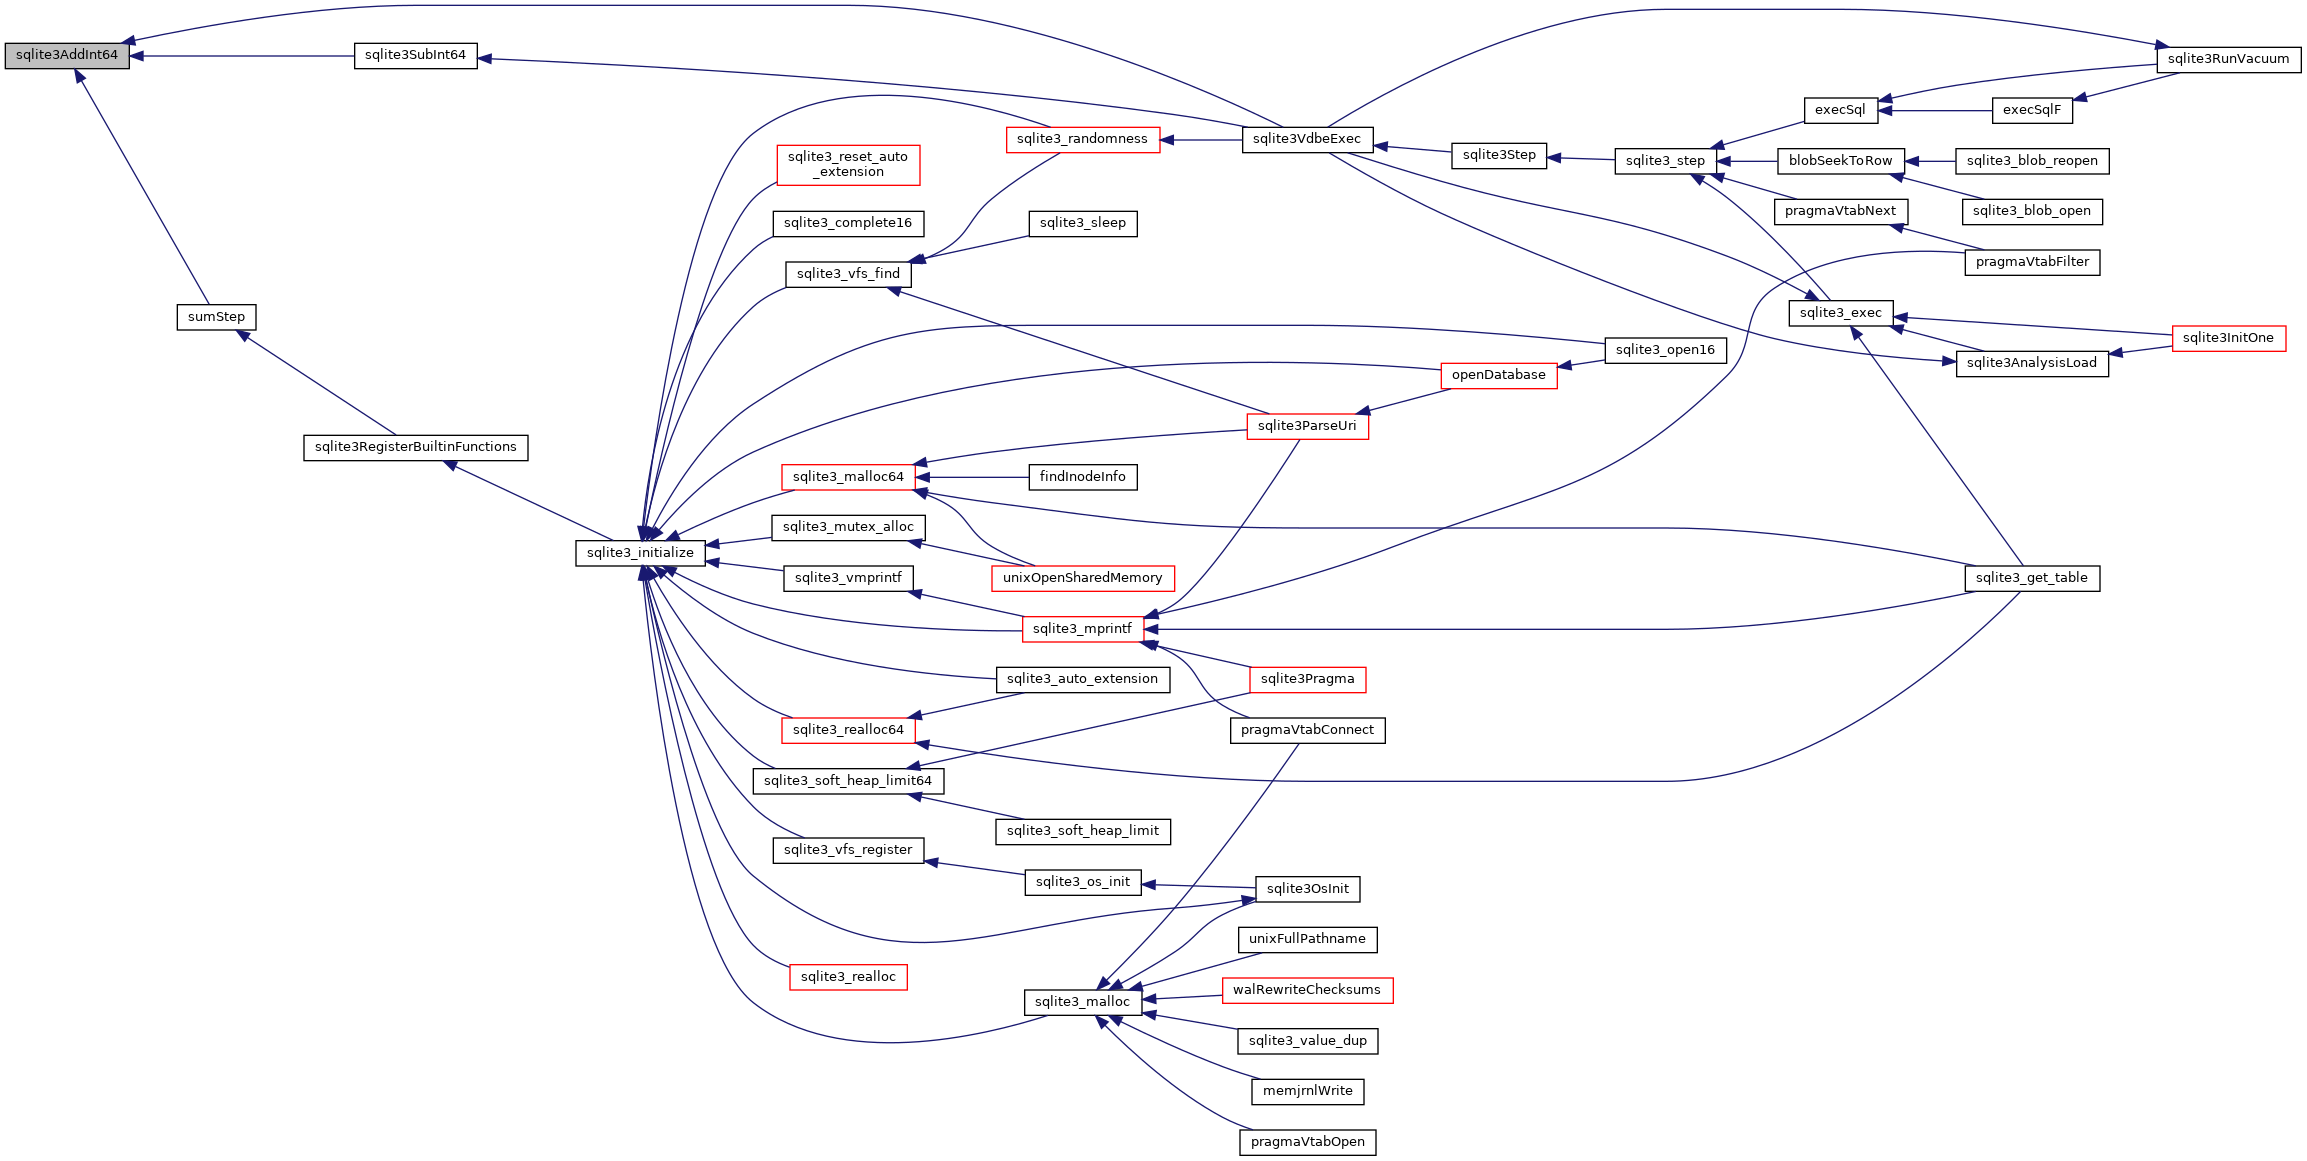 sqlite3AddInt64
sqlite3SubInt64
sumStep
sqlite3RegisterBuiltinFunctions
sqlite3_initialize
sqlite3_reset_auto
_extension
sqlite3_complete16
sqlite3_vfs_find
sqlite3_malloc64
sqlite3_mutex_alloc
sqlite3_vmprintf
sqlite3_realloc64
sqlite3_soft_heap_limit64
sqlite3_vfs_register
sqlite3_realloc
sqlite3_randomness
sqlite3_sleep
findInodeInfo
unixOpenSharedMemory
sqlite3_mprintf
sqlite3_auto_extension
sqlite3_soft_heap_limit
sqlite3_os_init
sqlite3_malloc
sqlite3VdbeExec
sqlite3ParseUri
sqlite3Pragma
pragmaVtabConnect
sqlite3OsInit
unixFullPathname
walRewriteChecksums
sqlite3_value_dup
memjrnlWrite
pragmaVtabOpen
sqlite3Step
openDatabase
sqlite3_step
sqlite3_open16
execSql
blobSeekToRow
pragmaVtabNext
sqlite3_exec
execSqlF
sqlite3_blob_reopen
sqlite3_blob_open
pragmaVtabFilter
sqlite3AnalysisLoad
sqlite3_get_table
sqlite3RunVacuum
sqlite3InitOne